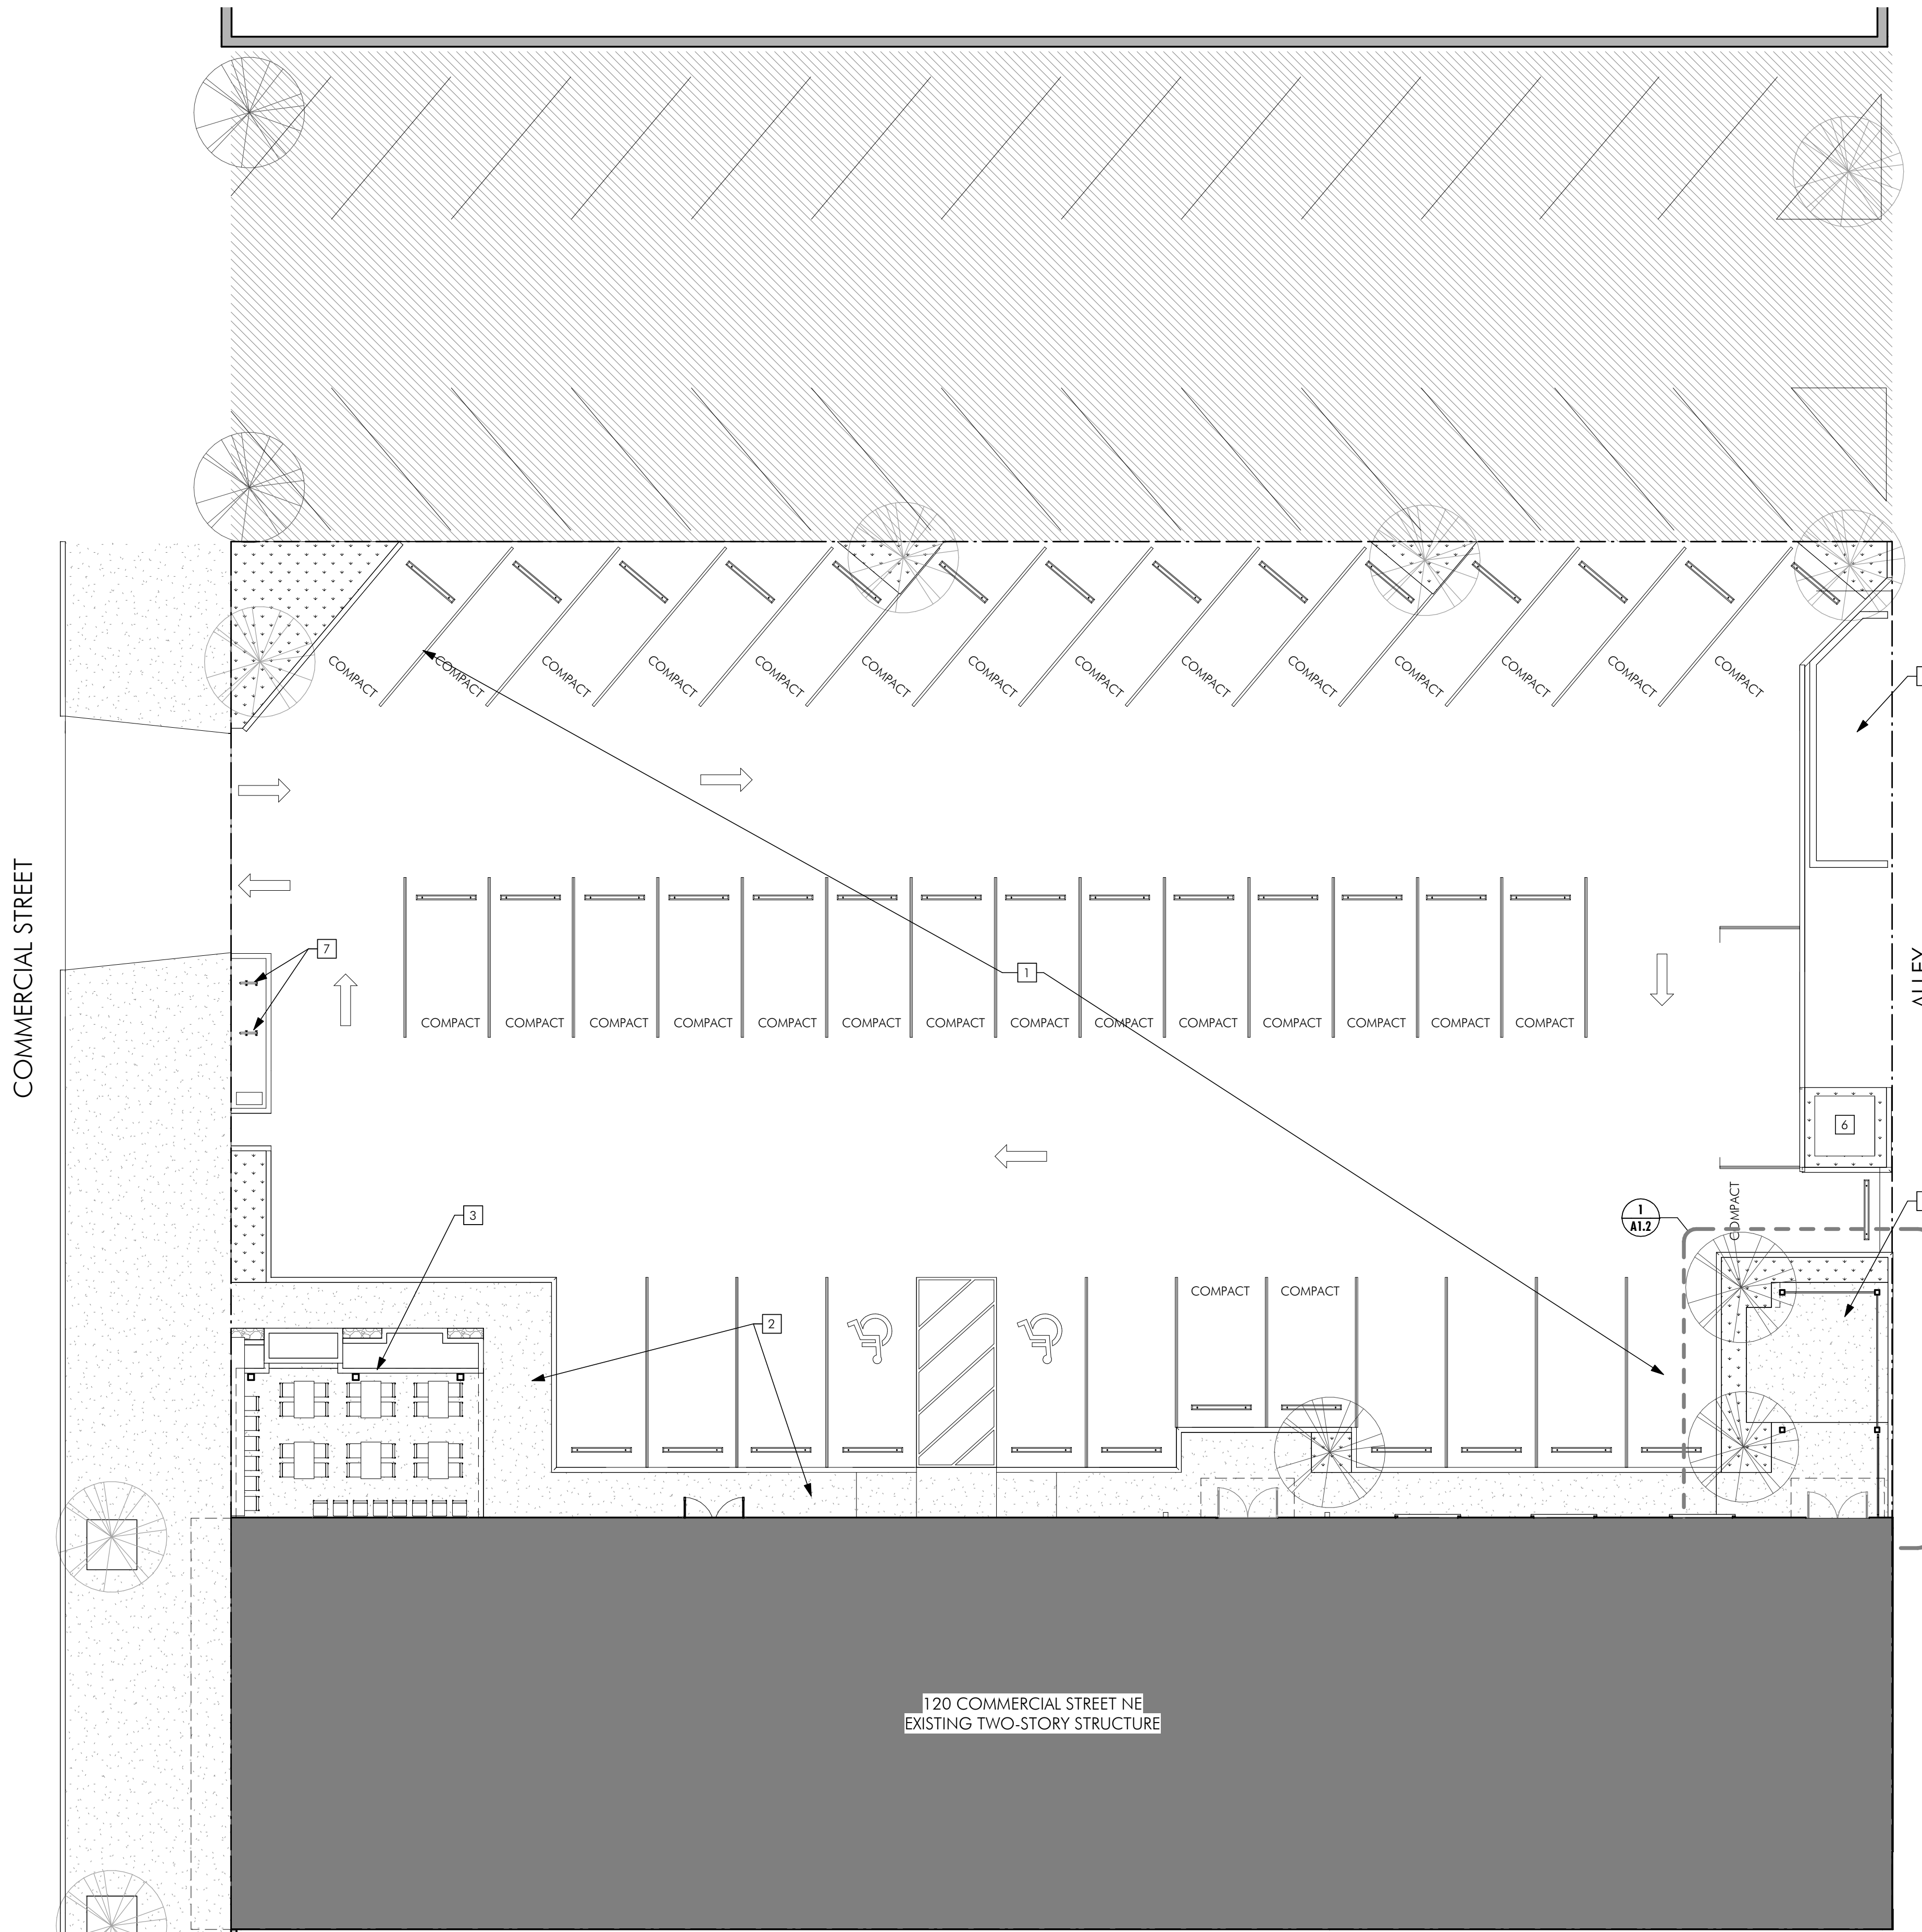 COMPACT COMPACT COMPACT COMPACT COMPACT COMPACT COMPACT COMPACT COMPACT COMPACT COMPACT COMPACT COMPACT COMPACT
COMMERCIAL STREET
7
1
ALLEY
COMPACT COMPACT COMPACT COMPACT COMPACT COMPACT COMPACT COMPACT COMPACT COMPACT COMPACT COMPACT COMPACT COMPACT
6
3
1
A1.2
COMPACT
COMPACT COMPACT
2
120 COMMERCIAL STREET NE
EXISTING TWO-STORY STRUCTURE